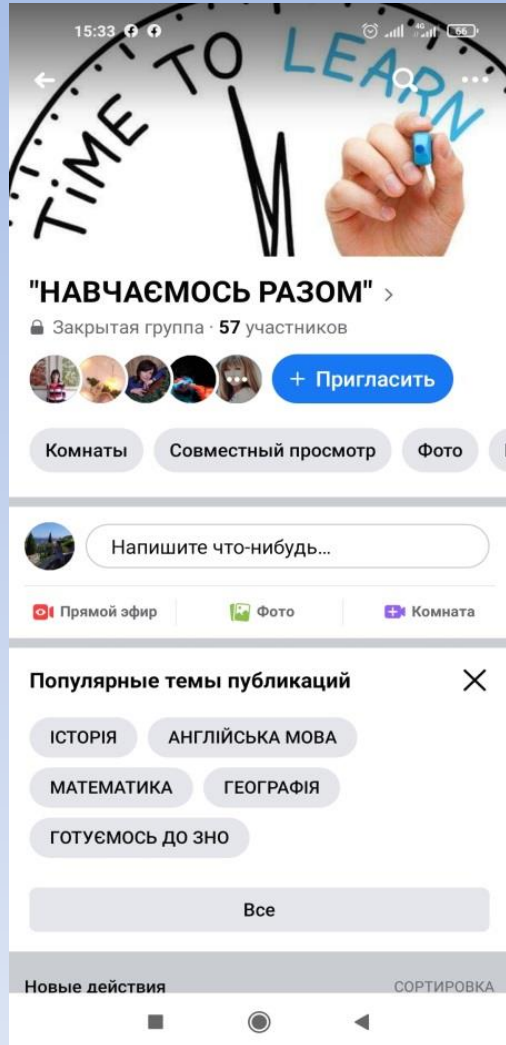 15:33
4G
66
TIME TO LEARN
"НАВЧАЄМОСЬ РАЗОМ"
Закрытая группа · 57 участников
+ Пригласить
Комнаты Совместный просмотр Фото
Напишите что-нибудь...
Прямой эфир Фото Комната
Популярные темы публикаций
ІСТОРІЯ АНГЛІЙСЬКА МОВА
МАТЕМАТИКА ГЕОГРАФІЯ
ГОТУЄМОСЬ ДО ЗНО
Все
Новые действия СОРТИРОВКА